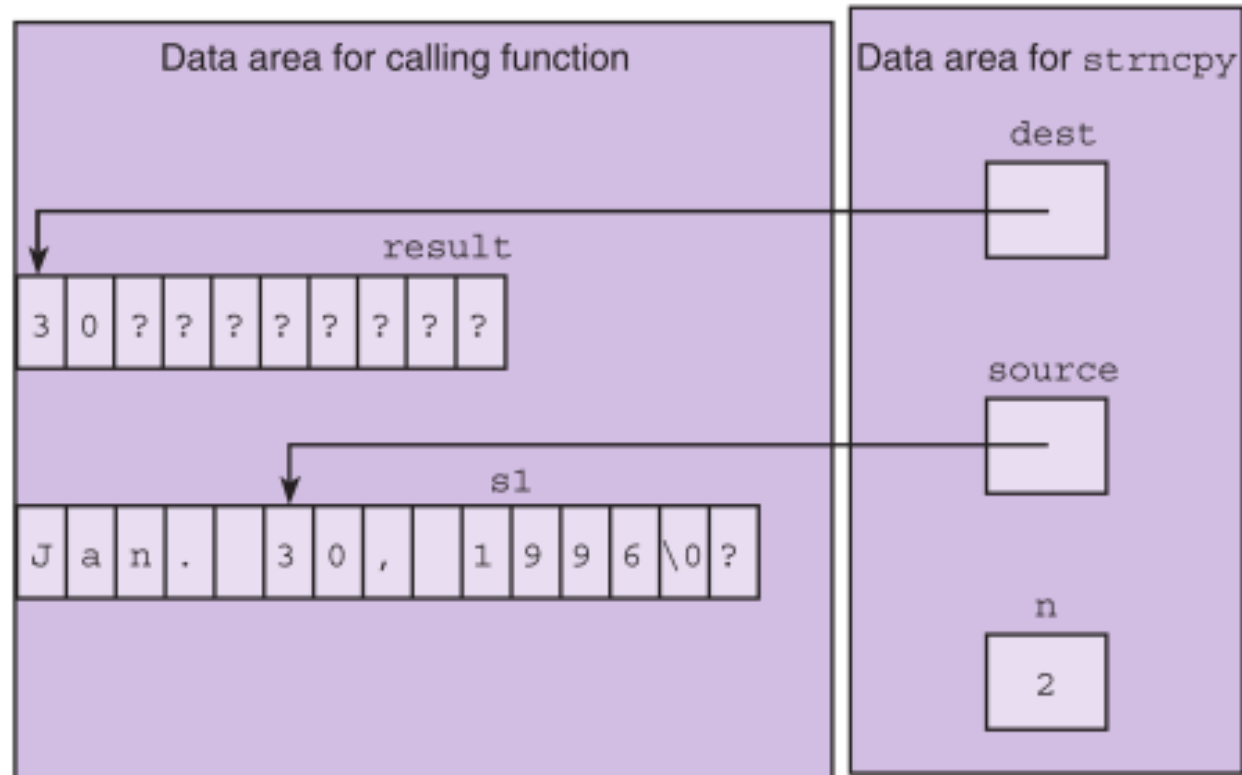 Data area for calling function
Data area for strncpy
dest
result
3 0 ? ? ? ? ? ? ? ?
source
s1
J a n .   3 0 ,   1 9 9 6 \0 ?
n
2